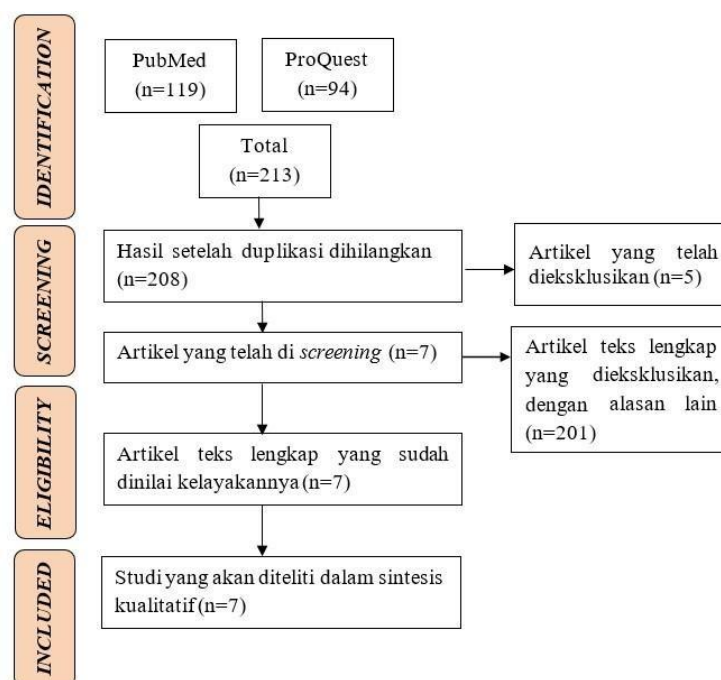 IDENTIFICATION
PubMed
(n=119)
ProQuest
(n=94)
Total
(n=213)
SCREENING
Hasil setelah duplikasi dihilangkan
(n=208)
Artikel yang telah
dieksklusikan (n=5)
Artikel yang telah di screening (n=7)
Artikel teks lengkap
yang dieksklusikan,
dengan alasan lain
(n=201)
ELIGIBILITY
Artikel teks lengkap yang sudah
dinilai kelayakannya (n=7)
INCLUDED
Studi yang akan diteliti dalam sintesis
kualitatif (n=7)